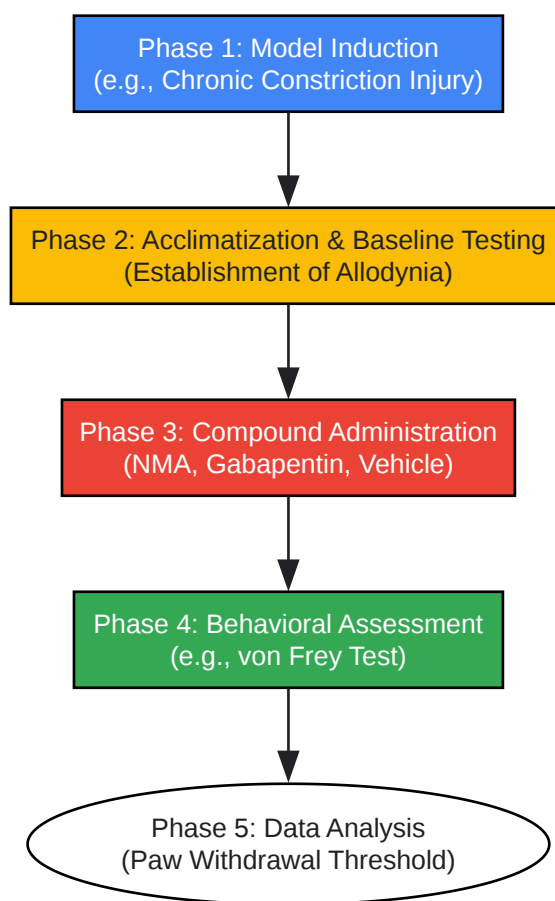 Phase 1: Model Induction
(e.g., Chronic Constriction Injury)
Phase 2: Acclimatization & Baseline Testing
(Establishment of Allodynia)
Phase 3: Compound Administration
(NMA, Gabapentin, Vehicle)
Phase 4: Behavioral Assessment
(e.g., von Frey Test)
Phase 5: Data Analysis
(Paw Withdrawal Threshold)